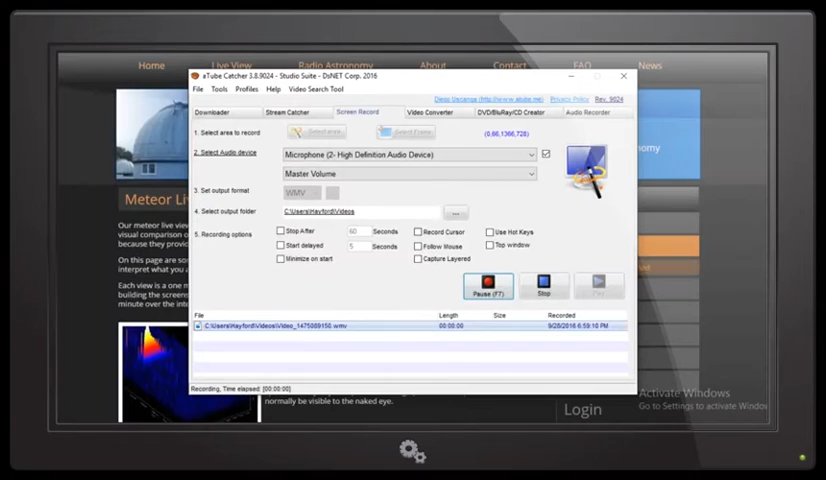 Home Live View Radio Astronomy About Contact FAQ News
aTube Catcher 3.8.9024 - Studio Suite - DsNET Corp. 2016
File Tools Profiles Help Video Search Tool
Diego Uscanga (http://www.atube.me) Privacy Policy Rev. 9024
Downloader Stream Catcher Screen Record Video Converter DVD/BluRay/CD Creator Audio Recorder
1. Select area to record Select area Select Frame (0,66,1366,728)
2. Select Audio device Microphone (2- High Definition Audio Device)
Master Volume
3. Set output format WMV
4. Select output folder C:\Users\Hayford\Videos ...
5. Recording options Stop After 60 Seconds Record Cursor Use Hot Keys
Start delayed 5 Seconds Follow Mouse Top window
Minimize on start Capture Layered
Pause (F7) Stop
File Length Size Recorded
C:\Users\Hayford\Videos\Video_1475089150.wmv 00:00:00 9/28/2016 6:59:10 PM
Recording, Time elapsed: [00:00:00]
nomy
Meteor Li
Our meteor live view
visual comparison o
because they provi
On this page are so
interpret what you a
Each view is a one m
building the screens
minute over the inte
normally be visible to the naked eye.
Login
Activate Windows
Go to Settings to activate Window